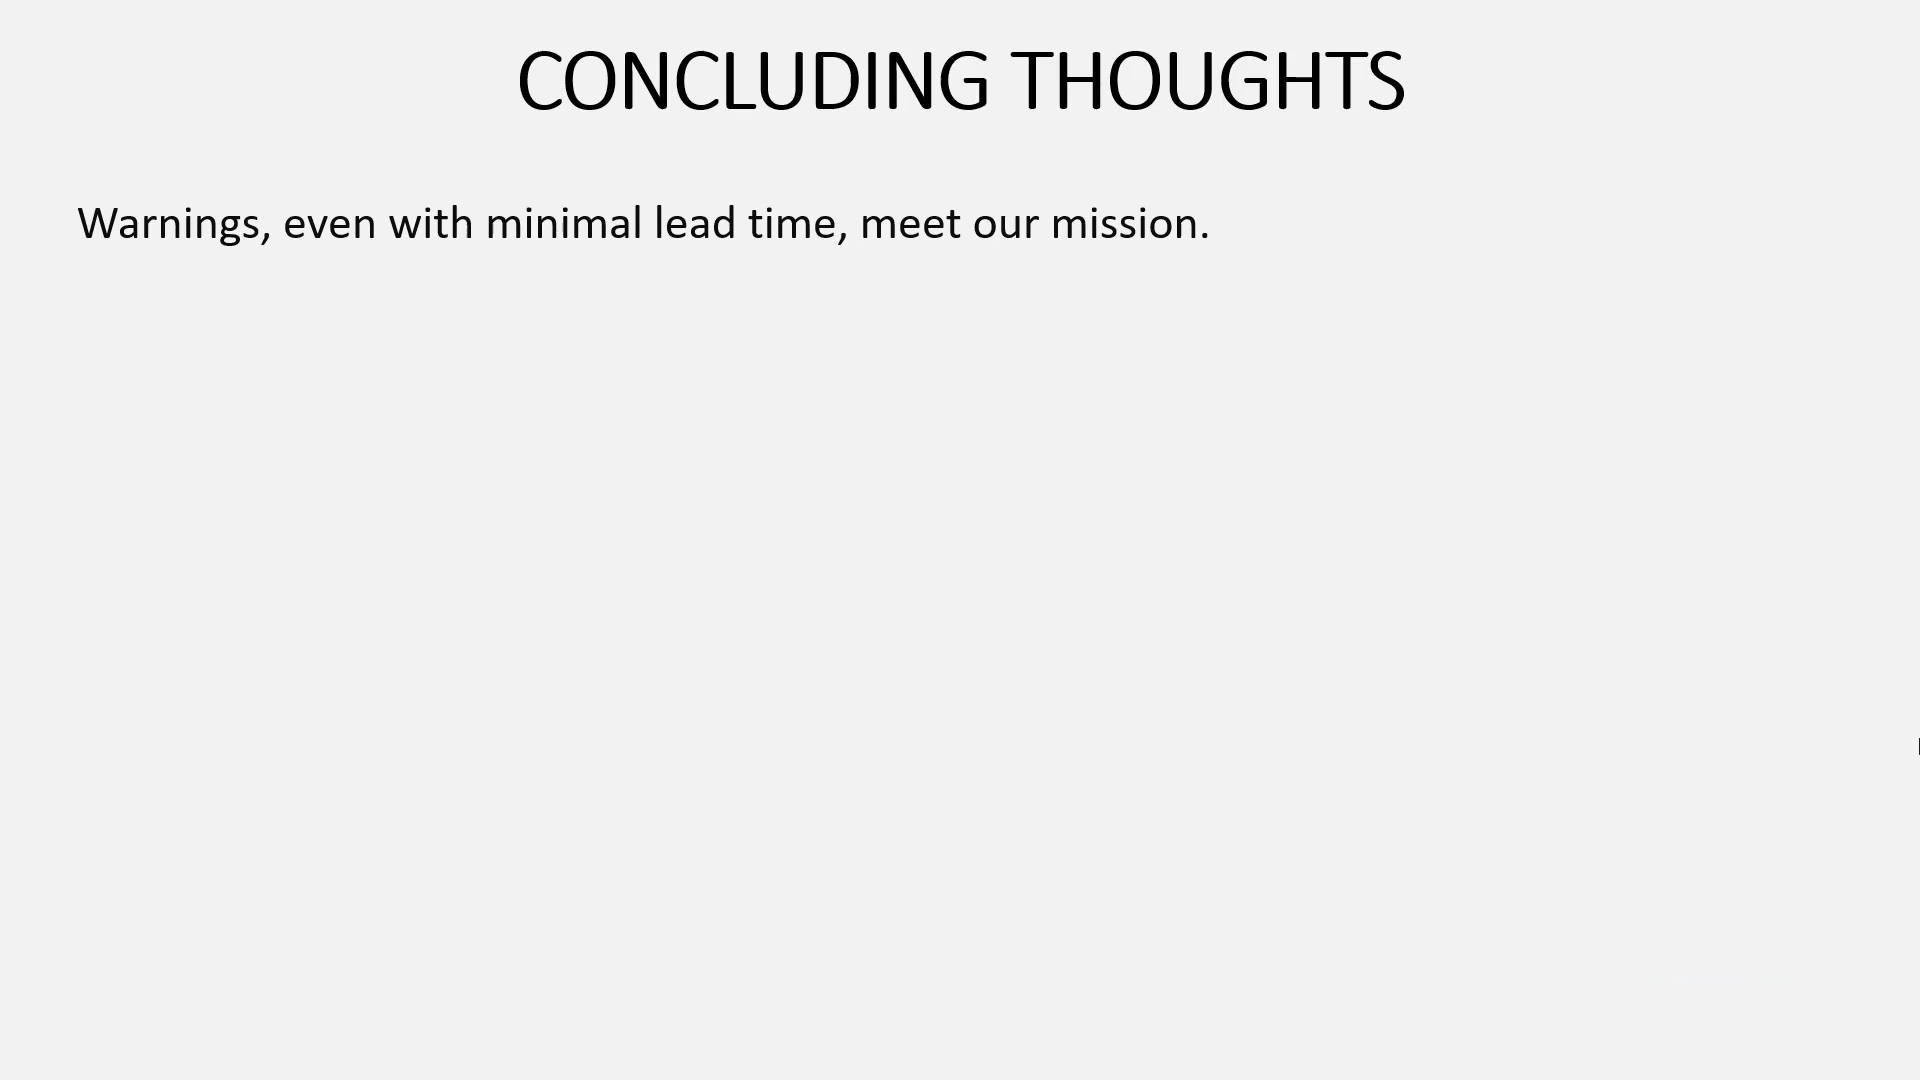 CONCLUDING THOUGHTS
Warnings, even with minimal lead time, meet our mission.